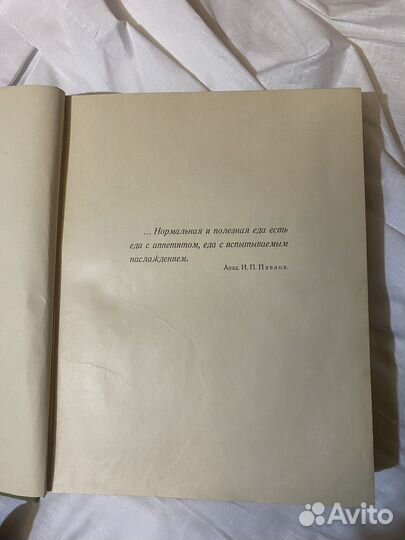 ... Нормальная и полезная еда есть
еда с аппетитом, еда с испытываемым
наслаждением.
Акад. И. П. Павлов.
Avito